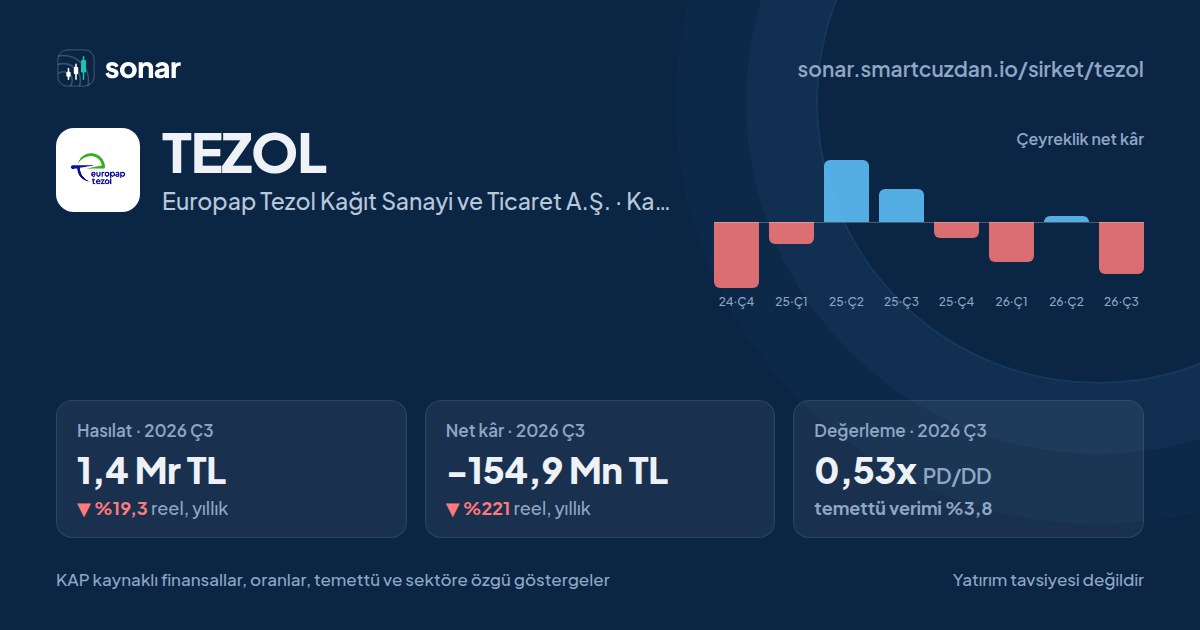 sonar
sonar.smartcuzdan.io/sirket/tezol
europap
tezol
TEZOL
Europap Tezol Kağıt Sanayi ve Ticaret A.Ş. · Ka...
Çeyreklik net kâr
24·Ç4 25·Ç1 25·Ç2 25·Ç3 25·Ç4 26·Ç1 26·Ç2 26·Ç3
Hasılat · 2026 Ç3
1,4 Mr TL
▼ %19,3 reel, yıllık
Net kâr · 2026 Ç3
−154,9 Mn TL
▼ %221 reel, yıllık
Değerleme · 2026 Ç3
0,53x PD/DD
temettü verimi %3,8
KAP kaynaklı finansallar, oranlar, temettü ve sektöre özgü göstergeler
Yatırım tavsiyesi değildir